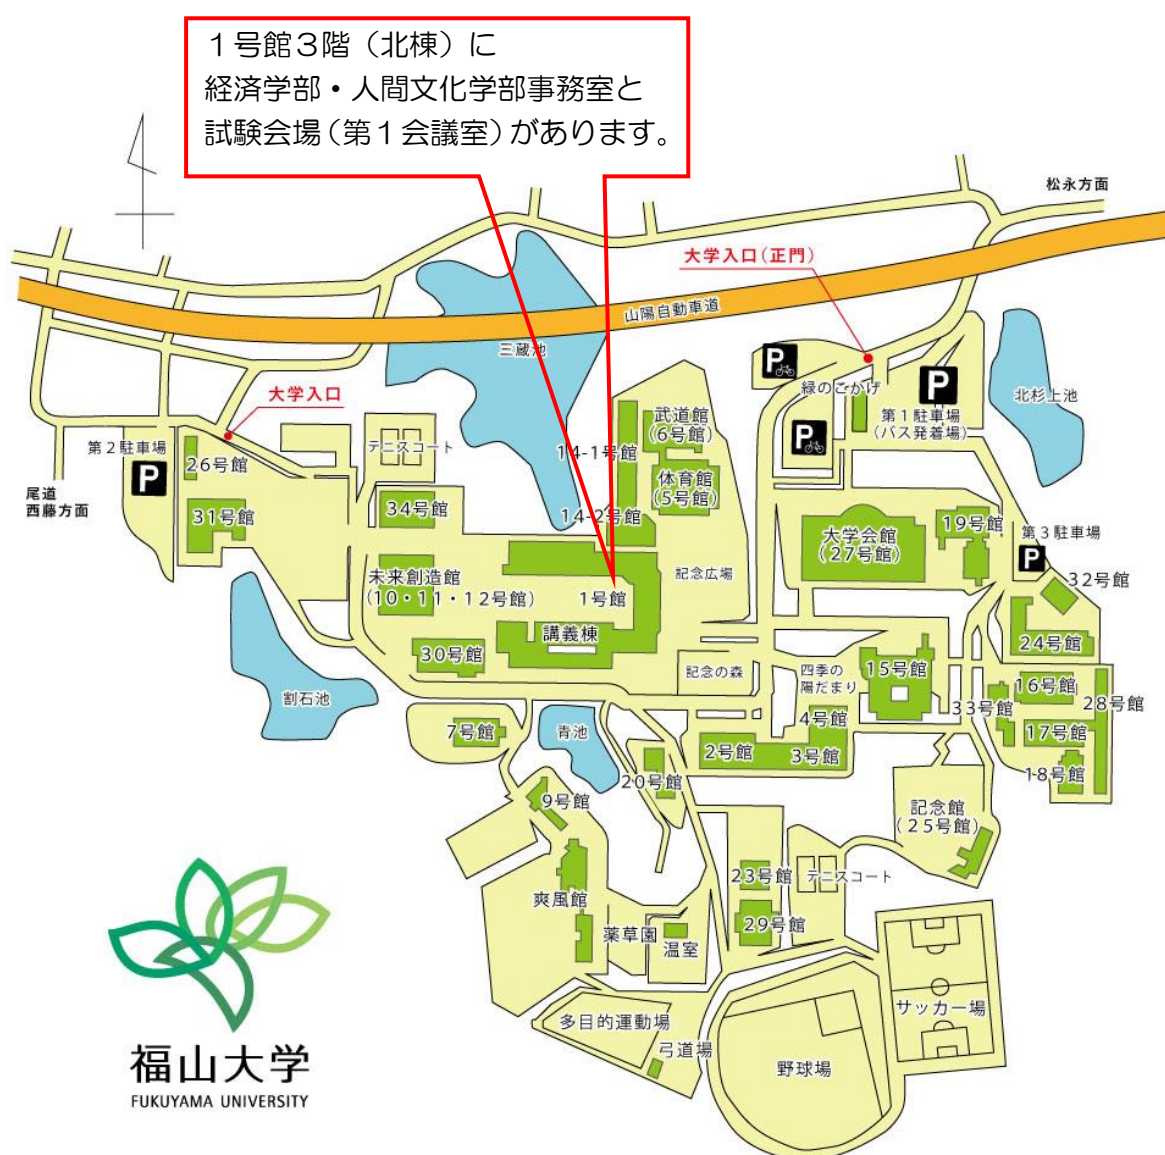 １号館３階（北棟）に
経済学部・人間文化学部事務室と
試験会場（第１会議室）があります。
松永方面
大学入口（正門）
山陽自動車道
三蔵池
緑のこかげ
P
P
P
第１駐車場
（バス発着場）
北杉上池
大学入口
第２駐車場
P
尾道
西藤方面
26号館
31号館
テニスコート
34号館
14-1号館
14-2号館
武道館
（6号館）
体育館
（5号館）
大学会館
（27号館）
19号館
第３駐車場
P
32号館
24号館
未来創造館
（10・11・12号館）
1号館
講義棟
30号館
記念広場
記念の森
四季の
陽だまり
15号館
16号館
33号館
28号館
17号館
18号館
割石池
7号館
青池
20号館
4号館
2号館
3号館
9号館
記念館
（25号館）
爽風館
23号館
テニスコート
29号館
薬草園
温室
多目的運動場
弓道場
野球場
サッカー場
福山大学
FUKUYAMA UNIVERSITY